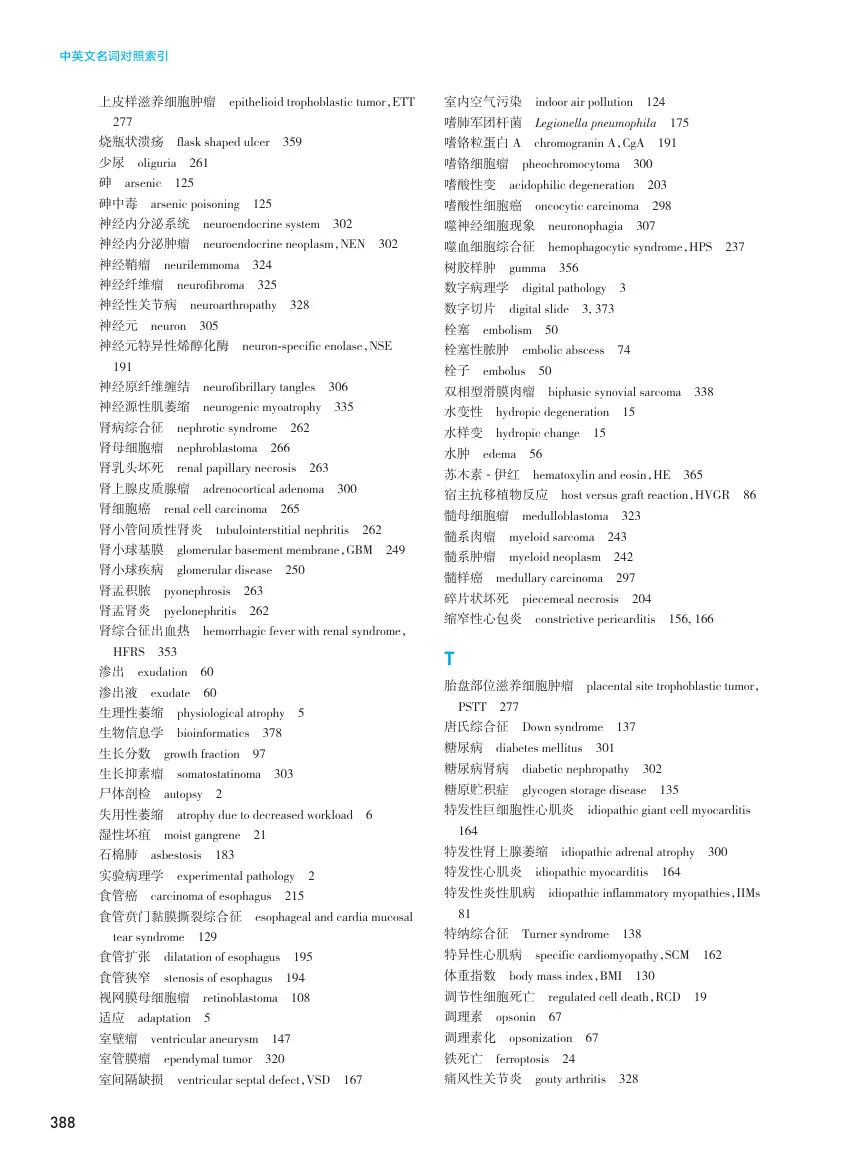 中英文名词对照索引
上皮样滋养细胞肿瘤 epithelioid trophoblastic tumor,ETT
277
烧瓶状溃疡 flask shaped ulcer 359
少尿 oliguria 261
砷 arsenic 125
砷中毒 arsenic poisoning 125
神经内分泌系统 neuroendocrine system 302
神经内分泌肿瘤 neuroendocrine neoplasm,NEN 302
神经鞘瘤 neurilemmoma 324
神经纤维瘤 neurofibroma 325
神经性关节病 neuroarthropathy 328
神经元 neuron 305
神经元特异性烯醇化酶 neuron-specific enolase,NSE
191
神经原纤维缠结 neurofibrillary tangles 306
神经源性肌萎缩 neurogenic myoatrophy 335
肾病综合征 nephrotic syndrome 262
肾母细胞瘤 nephroblastoma 266
肾乳头坏死 renal papillary necrosis 263
肾上腺皮质腺瘤 adrenocortical adenoma 300
肾细胞癌 renal cell carcinoma 265
肾小管间质性肾炎 tubulointerstitial nephritis 262
肾小球基膜 glomerular basement membrane,GBM 249
肾小球疾病 glomerular disease 250
肾盂积脓 pyonephrosis 263
肾盂肾炎 pyelonephritis 262
肾综合征出血热 hemorrhagic fever with renal syndrome,
HFRS 353
渗出 exudation 60
渗出液 exudate 60
生理性萎缩 physiological atrophy 5
生物信息学 bioinformatics 378
生长分数 growth fraction 97
生长抑素瘤 somatostatinoma 303
尸体剖检 autopsy 2
失用性萎缩 atrophy due to decreased workload 6
湿性坏疽 moist gangrene 21
石棉肺 asbestosis 183
实验病理学 experimental pathology 2
食管癌 carcinoma of esophagus 215
食管贲门黏膜撕裂综合征 esophageal and cardia mucosal
tear syndrome 129
食管扩张 dilatation of esophagus 195
食管狭窄 stenosis of esophagus 194
视网膜母细胞瘤 retinoblastoma 108
适应 adaptation 5
室壁瘤 ventricular aneurysm 147
室管膜瘤 ependymal tumor 320
室间隔缺损 ventricular septal defect,VSD 167
室内空气污染 indoor air pollution 124
嗜肺军团杆菌 Legionella pneumophila 175
嗜铬粒蛋白 A chromogranin A,CgA 191
嗜铬细胞瘤 pheochromocytoma 300
嗜酸性变 acidophilic degeneration 203
嗜酸性细胞癌 oncocytic carcinoma 298
噬神经细胞现象 neuronophagia 307
噬血细胞综合征 hemophagocytic syndrome,HPS 237
树胶样肿 gumma 356
数字病理学 digital pathology 3
数字切片 digital slide 3, 373
栓塞 embolism 50
栓塞性脓肿 embolic abscess 74
栓子 embolus 50
双相型滑膜肉瘤 biphasic synovial sarcoma 338
水变性 hydropic degeneration 15
水样变 hydropic change 15
水肿 edema 56
苏木素 - 伊红 hematoxylin and eosin,HE 365
宿主抗移植物反应 host versus graft reaction,HVGR 86
髓母细胞瘤 medulloblastoma 323
髓系肉瘤 myeloid sarcoma 243
髓系肿瘤 myeloid neoplasm 242
髓样癌 medullary carcinoma 297
碎片状坏死 piecemeal necrosis 204
缩窄性心包炎 constrictive pericarditis 156, 166
T
胎盘部位滋养细胞肿瘤 placental site trophoblastic tumor,
PSTT 277
唐氏综合征 Down syndrome 137
糖尿病 diabetes mellitus 301
糖尿病肾病 diabetic nephropathy 302
糖原贮积症 glycogen storage disease 135
特发性巨细胞性心肌炎 idiopathic giant cell myocarditis
164
特发性肾上腺萎缩 idiopathic adrenal atrophy 300
特发性心肌炎 idiopathic myocarditis 164
特发性炎性肌病 idiopathic inflammatory myopathies,IIMs
81
特纳综合征 Turner syndrome 138
特异性心肌病 specific cardiomyopathy,SCM 162
体重指数 body mass index,BMI 130
调节性细胞死亡 regulated cell death,RCD 19
调理素 opsonin 67
调理素化 opsonization 67
铁死亡 ferroptosis 24
痛风性关节炎 gouty arthritis 328
388